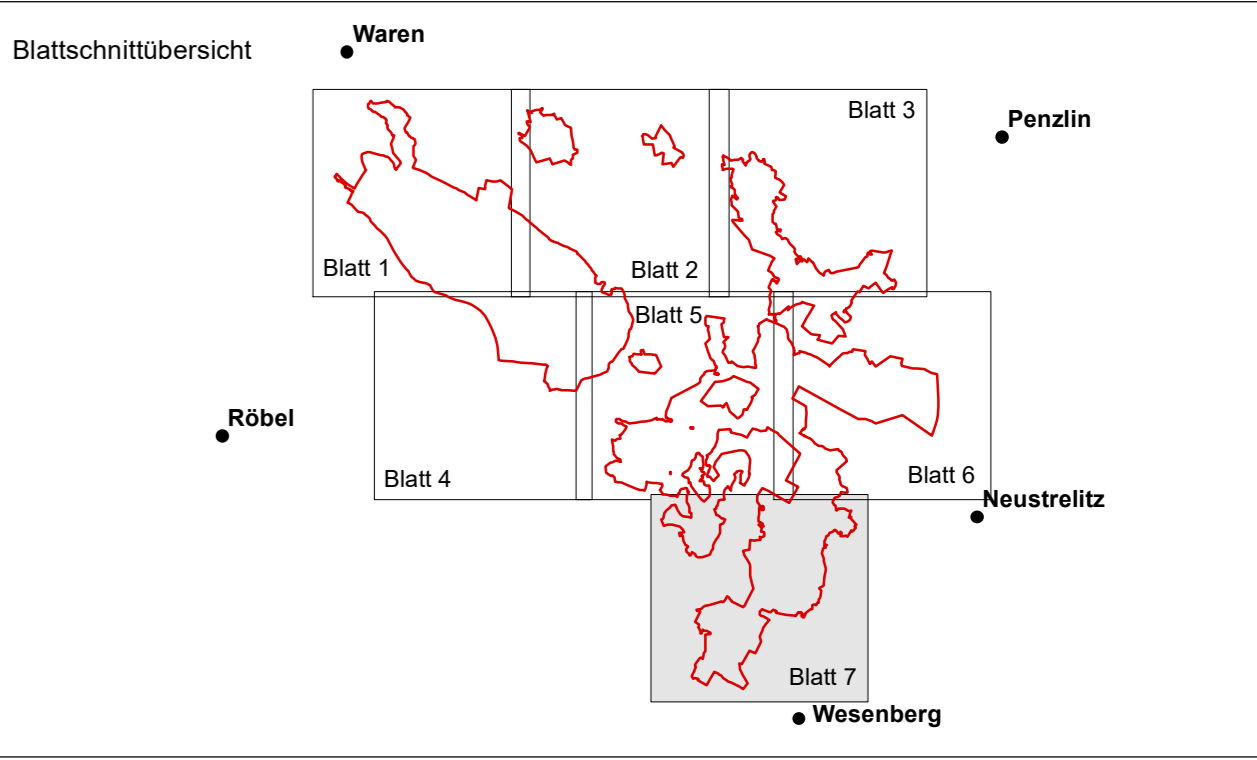 Blattschnittübersicht
Waren
Blatt 3
Penzlin
Blatt 1
Blatt 2
Blatt 5
Röbel
Blatt 4
Blatt 6
Neustrelitz
Blatt 7
Wesenberg